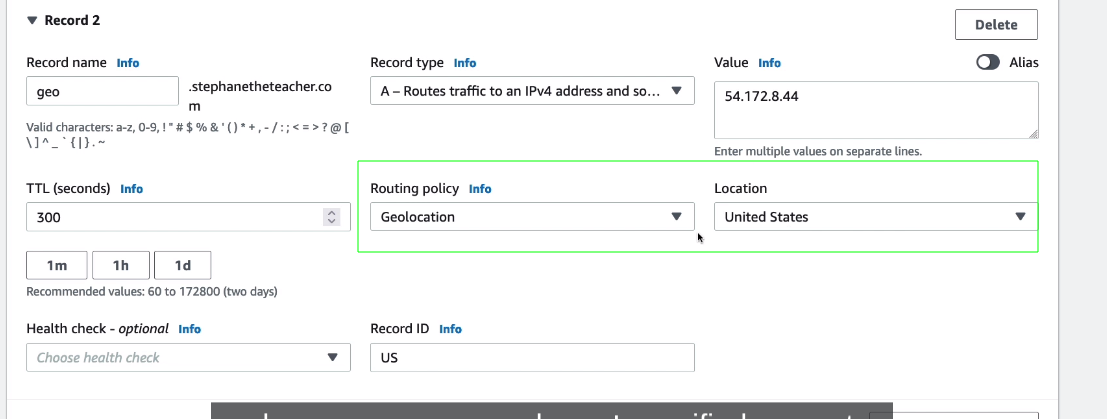 Record 2
Delete
Record name Info
geo
.stephanetheteacher.co
m
Valid characters: a-z, 0-9, ! " # $ % & ' ( ) * + , - / : ; < = > ? @ [
\ ] ^ _ ` { | } . ~
Record type Info
A – Routes traffic to an IPv4 address and so...
Value Info
Alias
54.172.8.44
Enter multiple values on separate lines.
TTL (seconds) Info
300
1m 1h 1d
Recommended values: 60 to 172800 (two days)
Routing policy Info
Geolocation
Location
United States
Health check - optional Info
Choose health check
Record ID Info
US